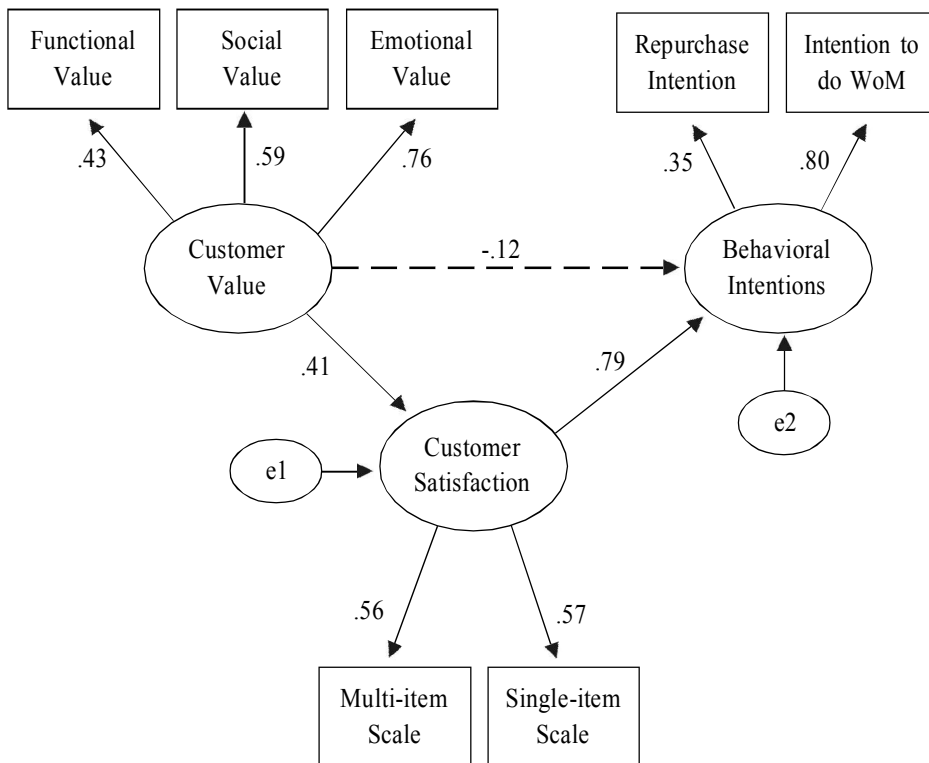 Functional
Value
Social
Value
Emotional
Value
Repurchase
Intention
Intention to
do WoM
.43
.59
.76
.35
.80
Customer
Value
-.12
Behavioral
Intentions
.41
.79
e2
e1
Customer
Satisfaction
.56
.57
Multi-item
Scale
Single-item
Scale